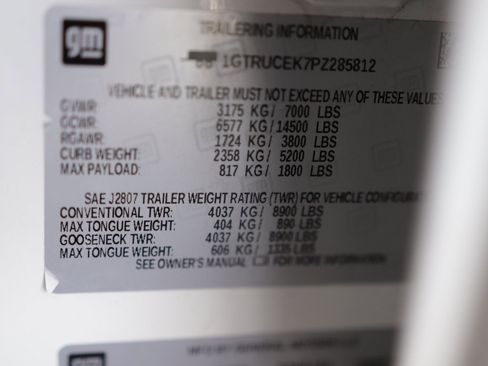 gm
TRAILERING INFORMATION
1GTRUCEK7PZ285812
VEHICLE AND TRAILER MUST NOT EXCEED ANY OF THESE VALUES
GVWR: 3175 KG/ 7000 LBS
GCWR: 6577 KG/ 14500 LBS
RGAWR: 1724 KG/ 3800 LBS
CURB WEIGHT: 2358 KG/ 5200 LBS
MAX PAYLOAD: 817 KG/ 1800 LBS
SAE J2807 TRAILER WEIGHT RATING (TWR) FOR VEHICLE CONFIGURAT
CONVENTIONAL TWR: 4037 KG/ 8900 LBS
MAX TONGUE WEIGHT: 404 KG/ 890 LBS
GOOSENECK TWR: 4037 KG/ 8900 LBS
MAX TONGUE WEIGHT: 606 KG/ 1335 LBS
SEE OWNER'S MANUAL FOR MORE INFORMATION